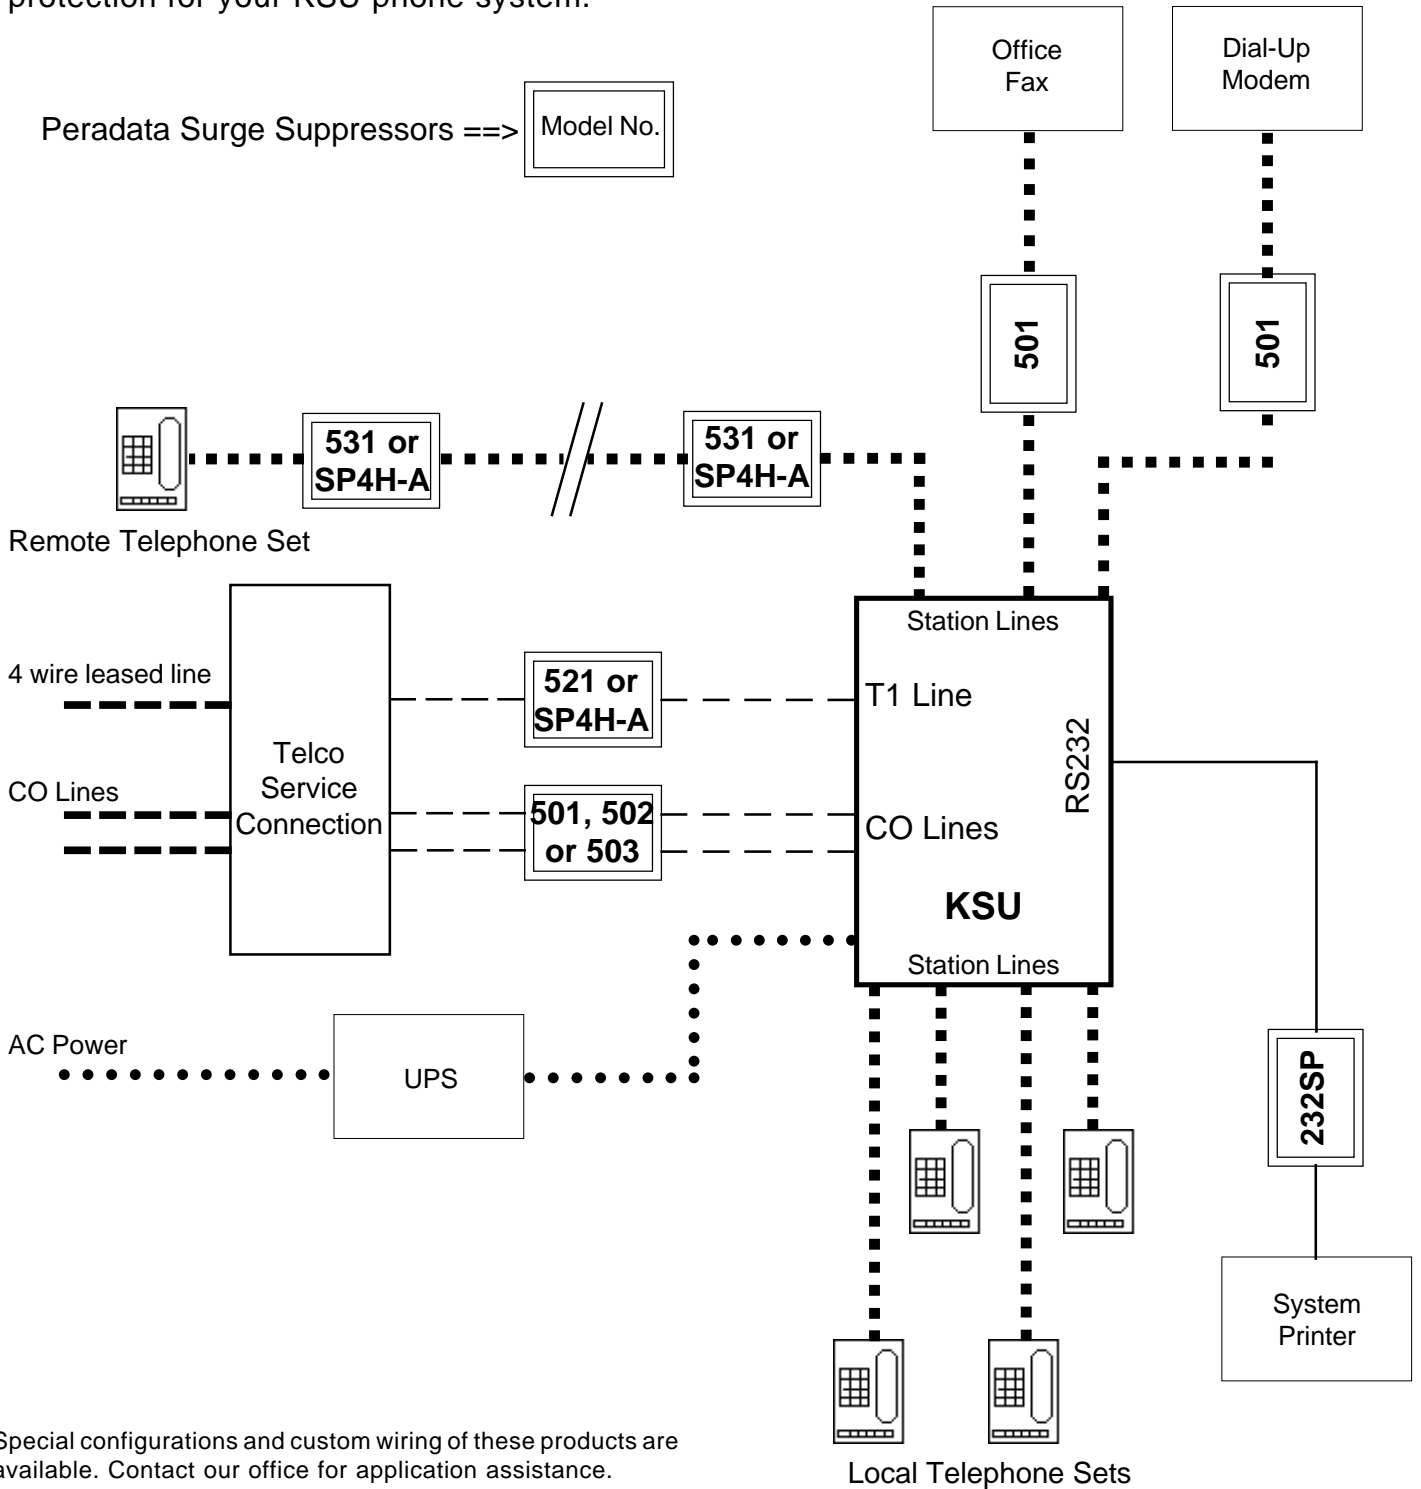 protection for your KSU phone system.
Office
Fax
Dial-Up
Modem
Peradata Surge Suppressors ==>
Model No.
501
501
531 or
SP4H-A
531 or
SP4H-A
Remote Telephone Set
Station Lines
4 wire leased line
521 or
SP4H-A
T1 Line
RS232
Telco
Service
Connection
CO Lines
501, 502
or 503
CO Lines
KSU
Station Lines
AC Power
UPS
232SP
System
Printer
Special configurations and custom wiring of these products are
available. Contact our office for application assistance.
Local Telephone Sets